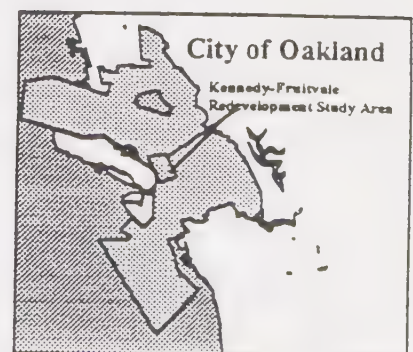 City of Oakland
Kennedy-Fruitvale
Redevelopment Study Area